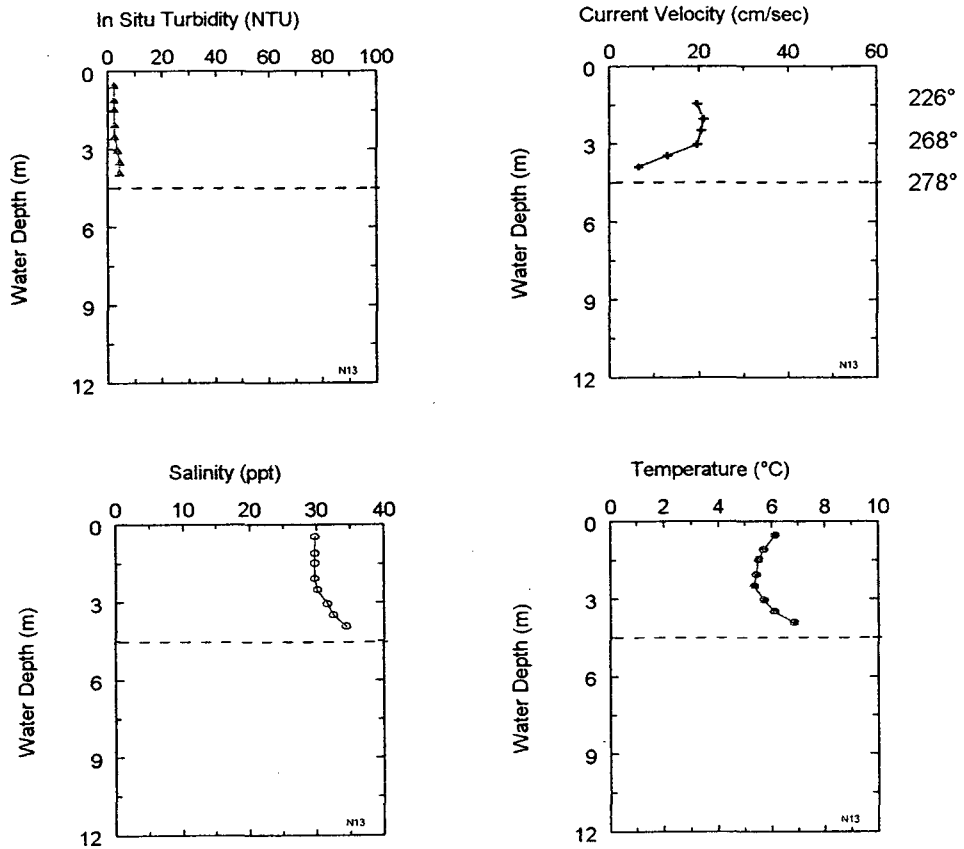 In Situ Turbidity (NTU)
0 20 40 60 80 100
0
3
6
9
12
Water Depth (m)
N13
Current Velocity (cm/sec)
0 20 40 60
0
3
6
9
12
Water Depth (m)
226°
268°
278°
N13
Salinity (ppt)
0 10 20 30 40
0
3
6
9
12
Water Depth (m)
N13
Temperature (°C)
0 2 4 6 8 10
0
3
6
9
12
Water Depth (m)
N13